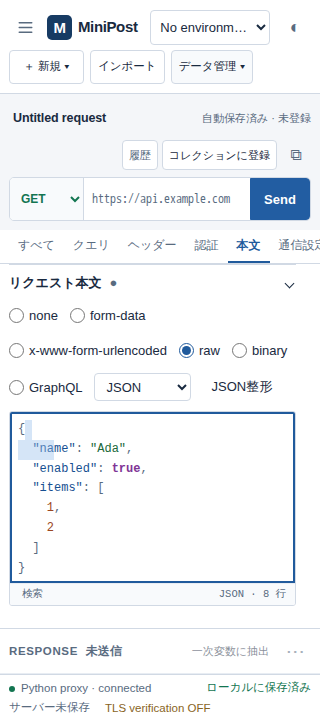 M MiniPost No environm…
＋ 新規 ▾ インポート データ管理 ▾
Untitled request 自動保存済み · 未登録
履歴 コレクションに登録
GET https://api.example.com Send
すべて クエリ ヘッダー 認証 本文 通信設定
リクエスト本文 ●
none form-data
x-www-form-urlencoded raw binary
GraphQL JSON JSON整形
{
"name": "Ada",
"enabled": true,
"items": [
1,
2
]
}
検索 JSON · 8 行
RESPONSE 未送信 一次変数に抽出 ···
Python proxy · connected ローカルに保存済み
サーバー未保存 TLS verification OFF